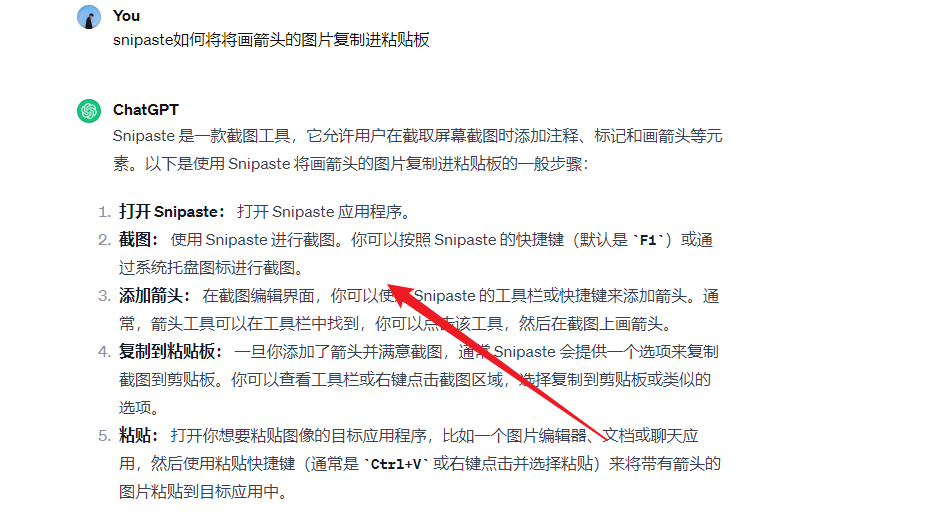 You
snipaste如何将将画箭头的图片复制进粘贴板
ChatGPT
Snipaste 是一款截图工具，它允许用户在截取屏幕截图时添加注释、标记和画箭头等元
素。以下是使用 Snipaste 将画箭头的图片复制进粘贴板的一般步骤：
1. 打开 Snipaste： 打开 Snipaste 应用程序。
2. 截图： 使用 Snipaste 进行截图。你可以按照 Snipaste 的快捷键（默认是 `F1`）或通
过系统托盘图标进行截图。
3. 添加箭头： 在截图编辑界面，你可以使 Snipaste 的工具栏或快捷键来添加箭头。通
常，箭头工具可以在工具栏中找到，你可以点击该工具，然后在截图上画箭头。
4. 复制到粘贴板： 一旦你添加了箭头并满意截图，通常 Snipaste 会提供一个选项来复制
截图到剪贴板。你可以查看工具栏或右键点击截图区域，选择复制到剪贴板或类似的
选项。
5. 粘贴： 打开你想要粘贴图像的目标应用程序，比如一个图片编辑器、文档或聊天应
用，然后使用粘贴快捷键（通常是 `Ctrl+V` 或右键点击并选择粘贴）来将带有箭头的
图片粘贴到目标应用中。